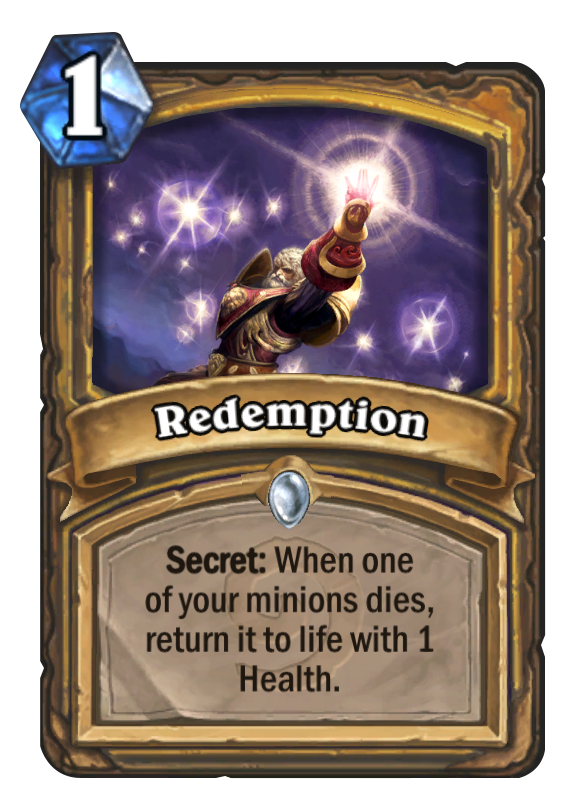 1
Redemption
Secret: When one
of your minions dies,
return it to life with 1
Health.